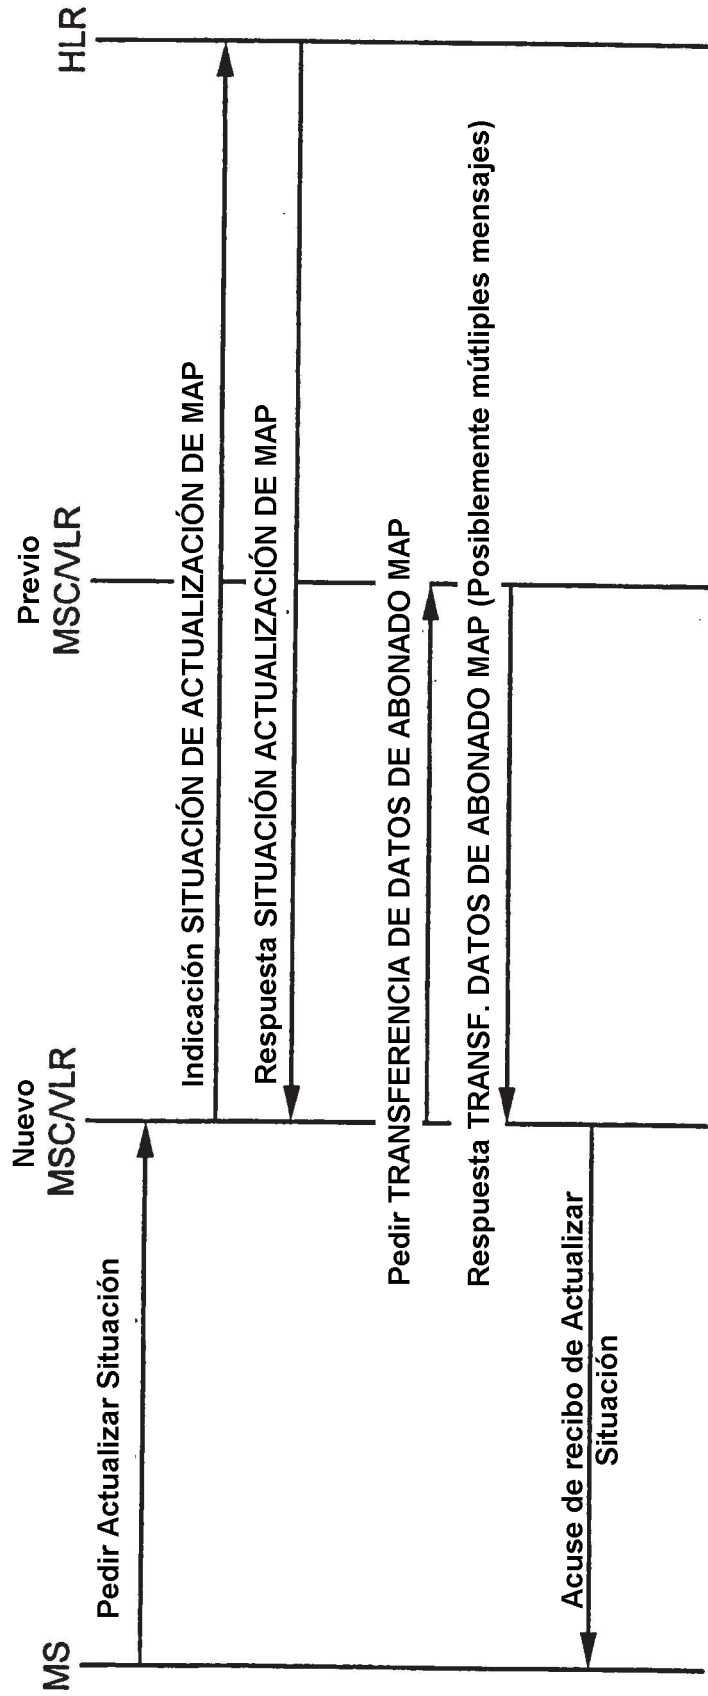 MS
Nuevo
MSC/VLR
Previo
MSC/VLR
HLR
Pedir Actualizar Situación
Indicación SITUACIÓN DE ACTUALIZACIÓN DE MAP
Respuesta SITUACIÓN ACTUALIZACIÓN DE MAP
Pedir TRANSFERENCIA DE DATOS DE ABONADO MAP
Respuesta TRANSF. DATOS DE ABONADO MAP (Posiblemente mútliples mensajes)
Acuse de recibo de Actualizar
Situación